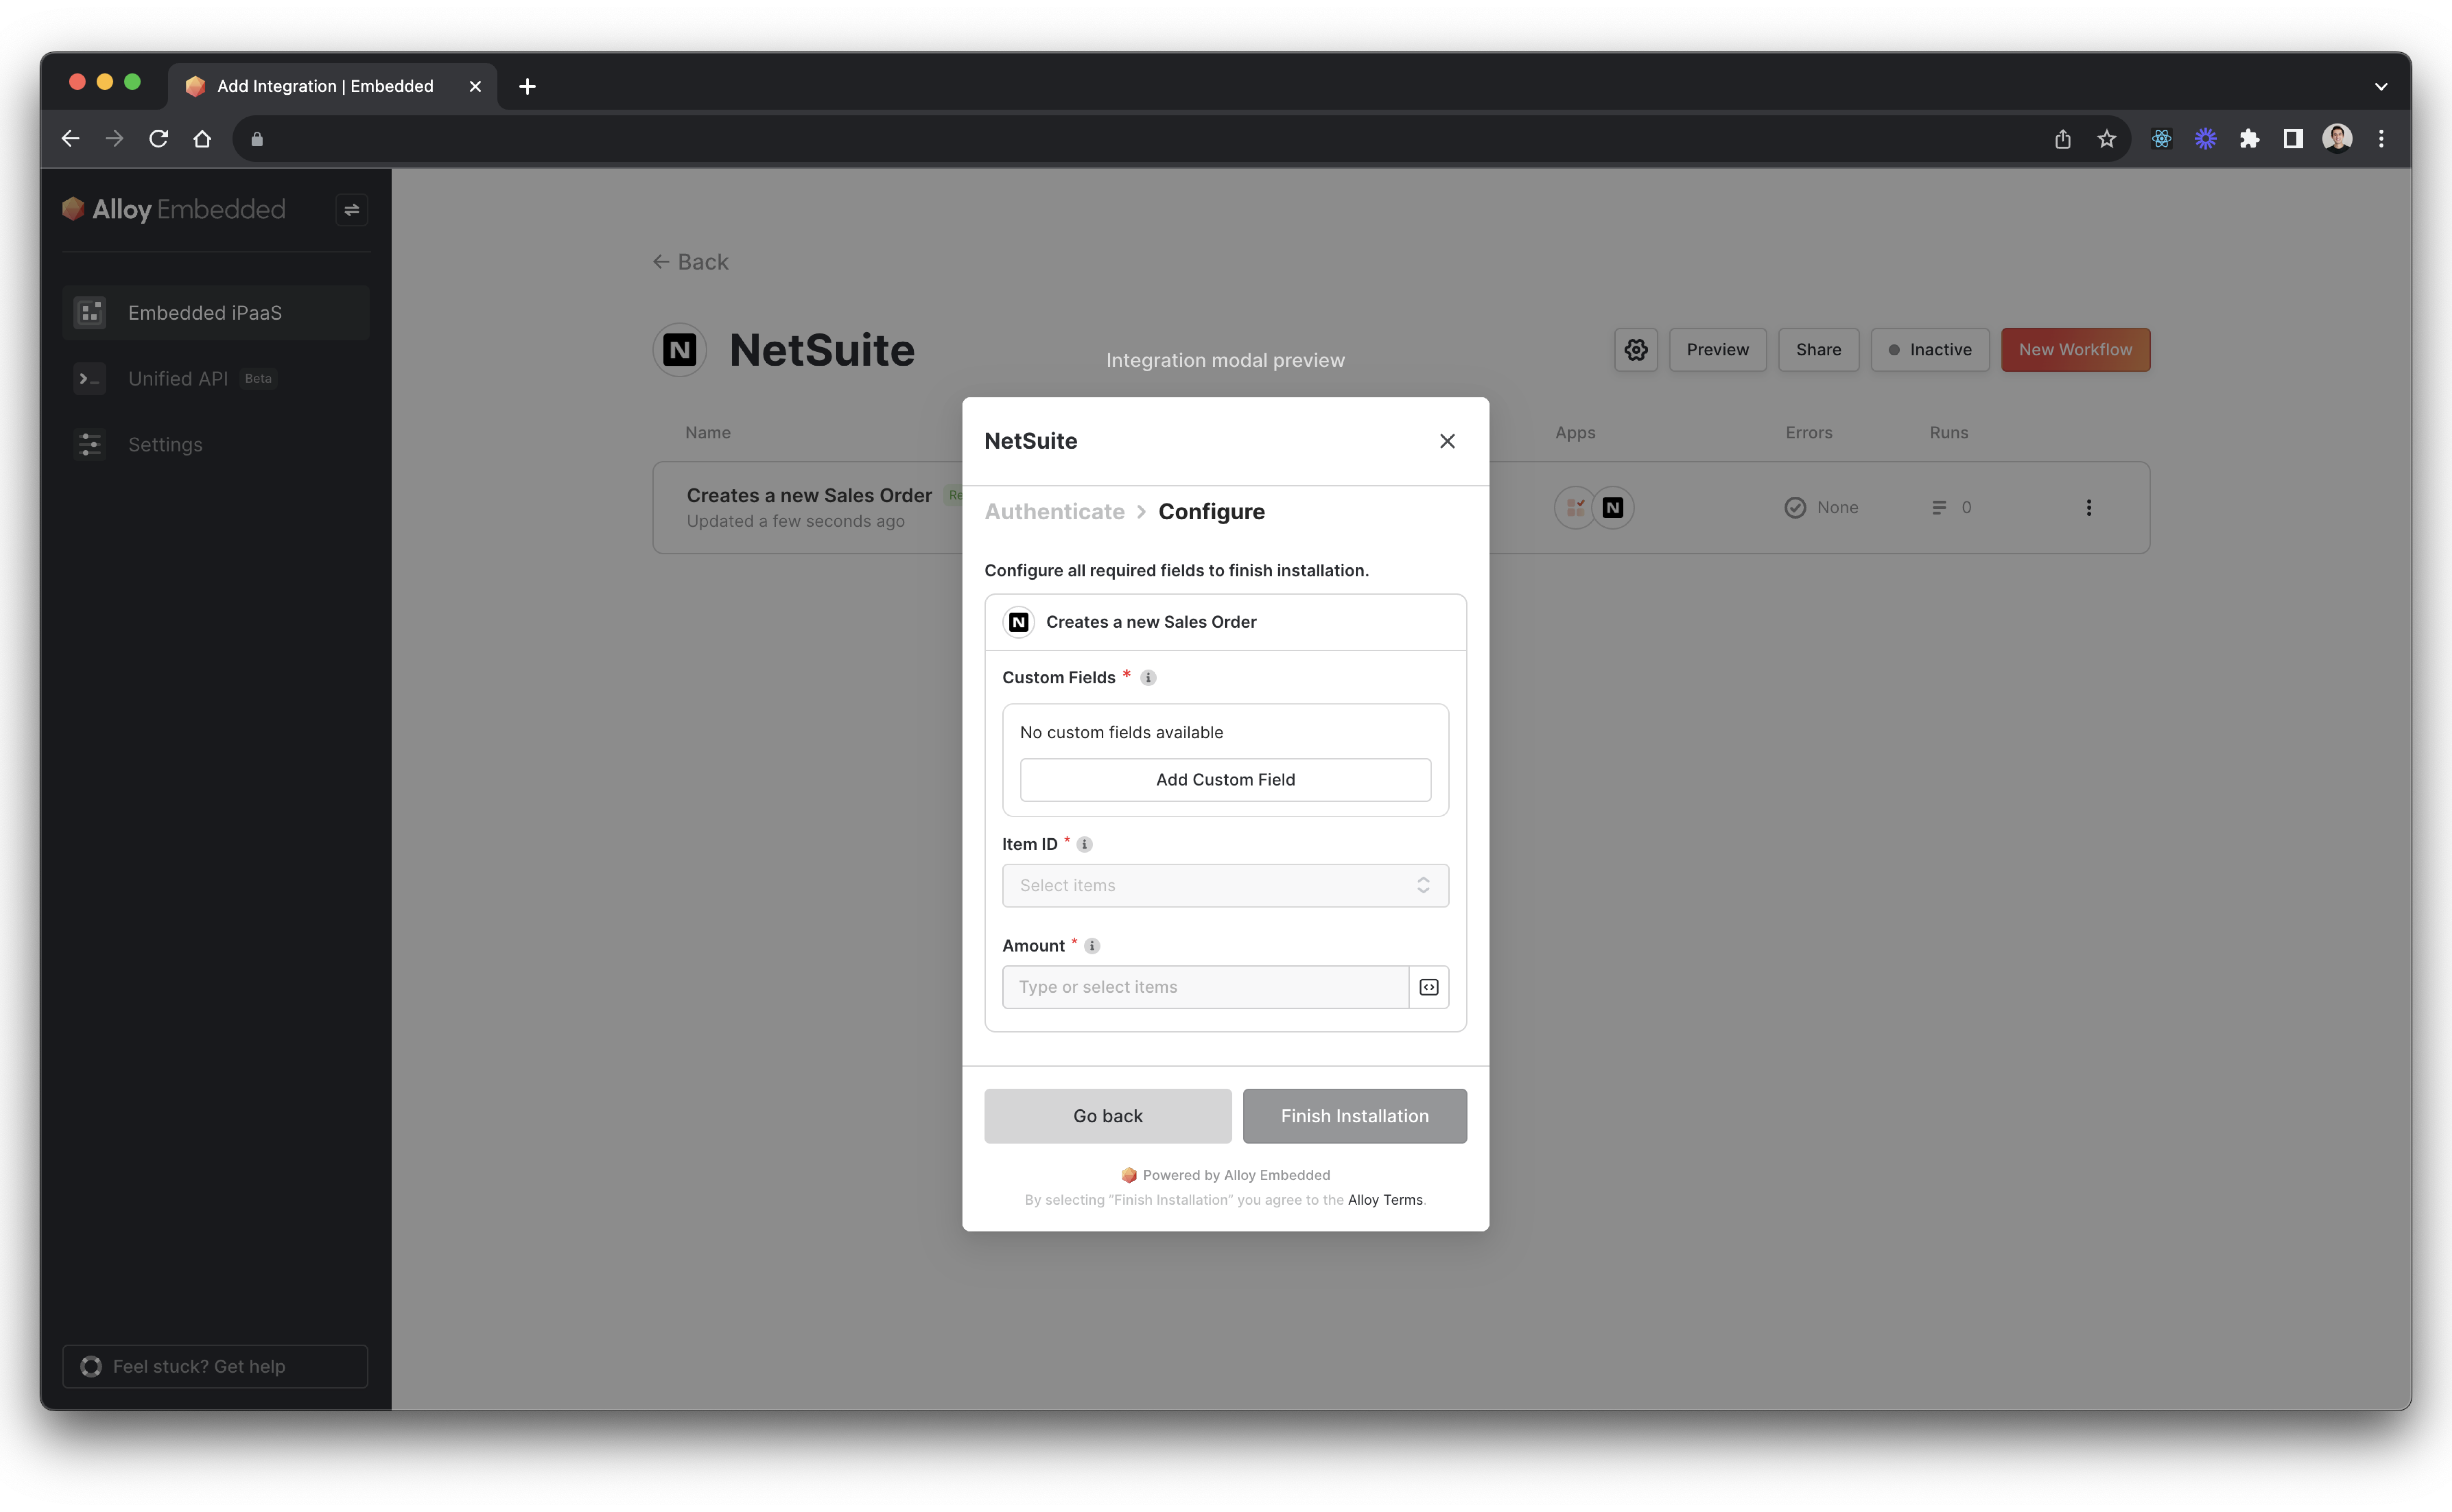 Add Integration | Embedded
Alloy Embedded
Embedded iPaaS
Unified API Beta
Settings
Feel stuck? Get help
Back
NetSuite
Integration modal preview
Preview
Share
Inactive
New Workflow
Name
Apps
Errors
Runs
Creates a new Sales Order
Updated a few seconds ago
None
0
NetSuite
Authenticate > Configure
Configure all required fields to finish installation.
Creates a new Sales Order
Custom Fields *
No custom fields available
Add Custom Field
Item ID *
Select items
Amount *
Type or select items
Go back
Finish Installation
Powered by Alloy Embedded
By selecting “Finish Installation” you agree to the Alloy Terms.